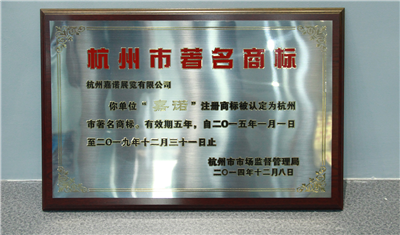 杭州市著名商标
杭州嘉诺展览有限公司
你单位“嘉诺”注册商标被认定为杭州
市著名商标，有效期五年，自二〇一五年一月一日
至二〇一九年十二月三十一日止
杭州市市场监督管理局
二〇一四年十二月八日